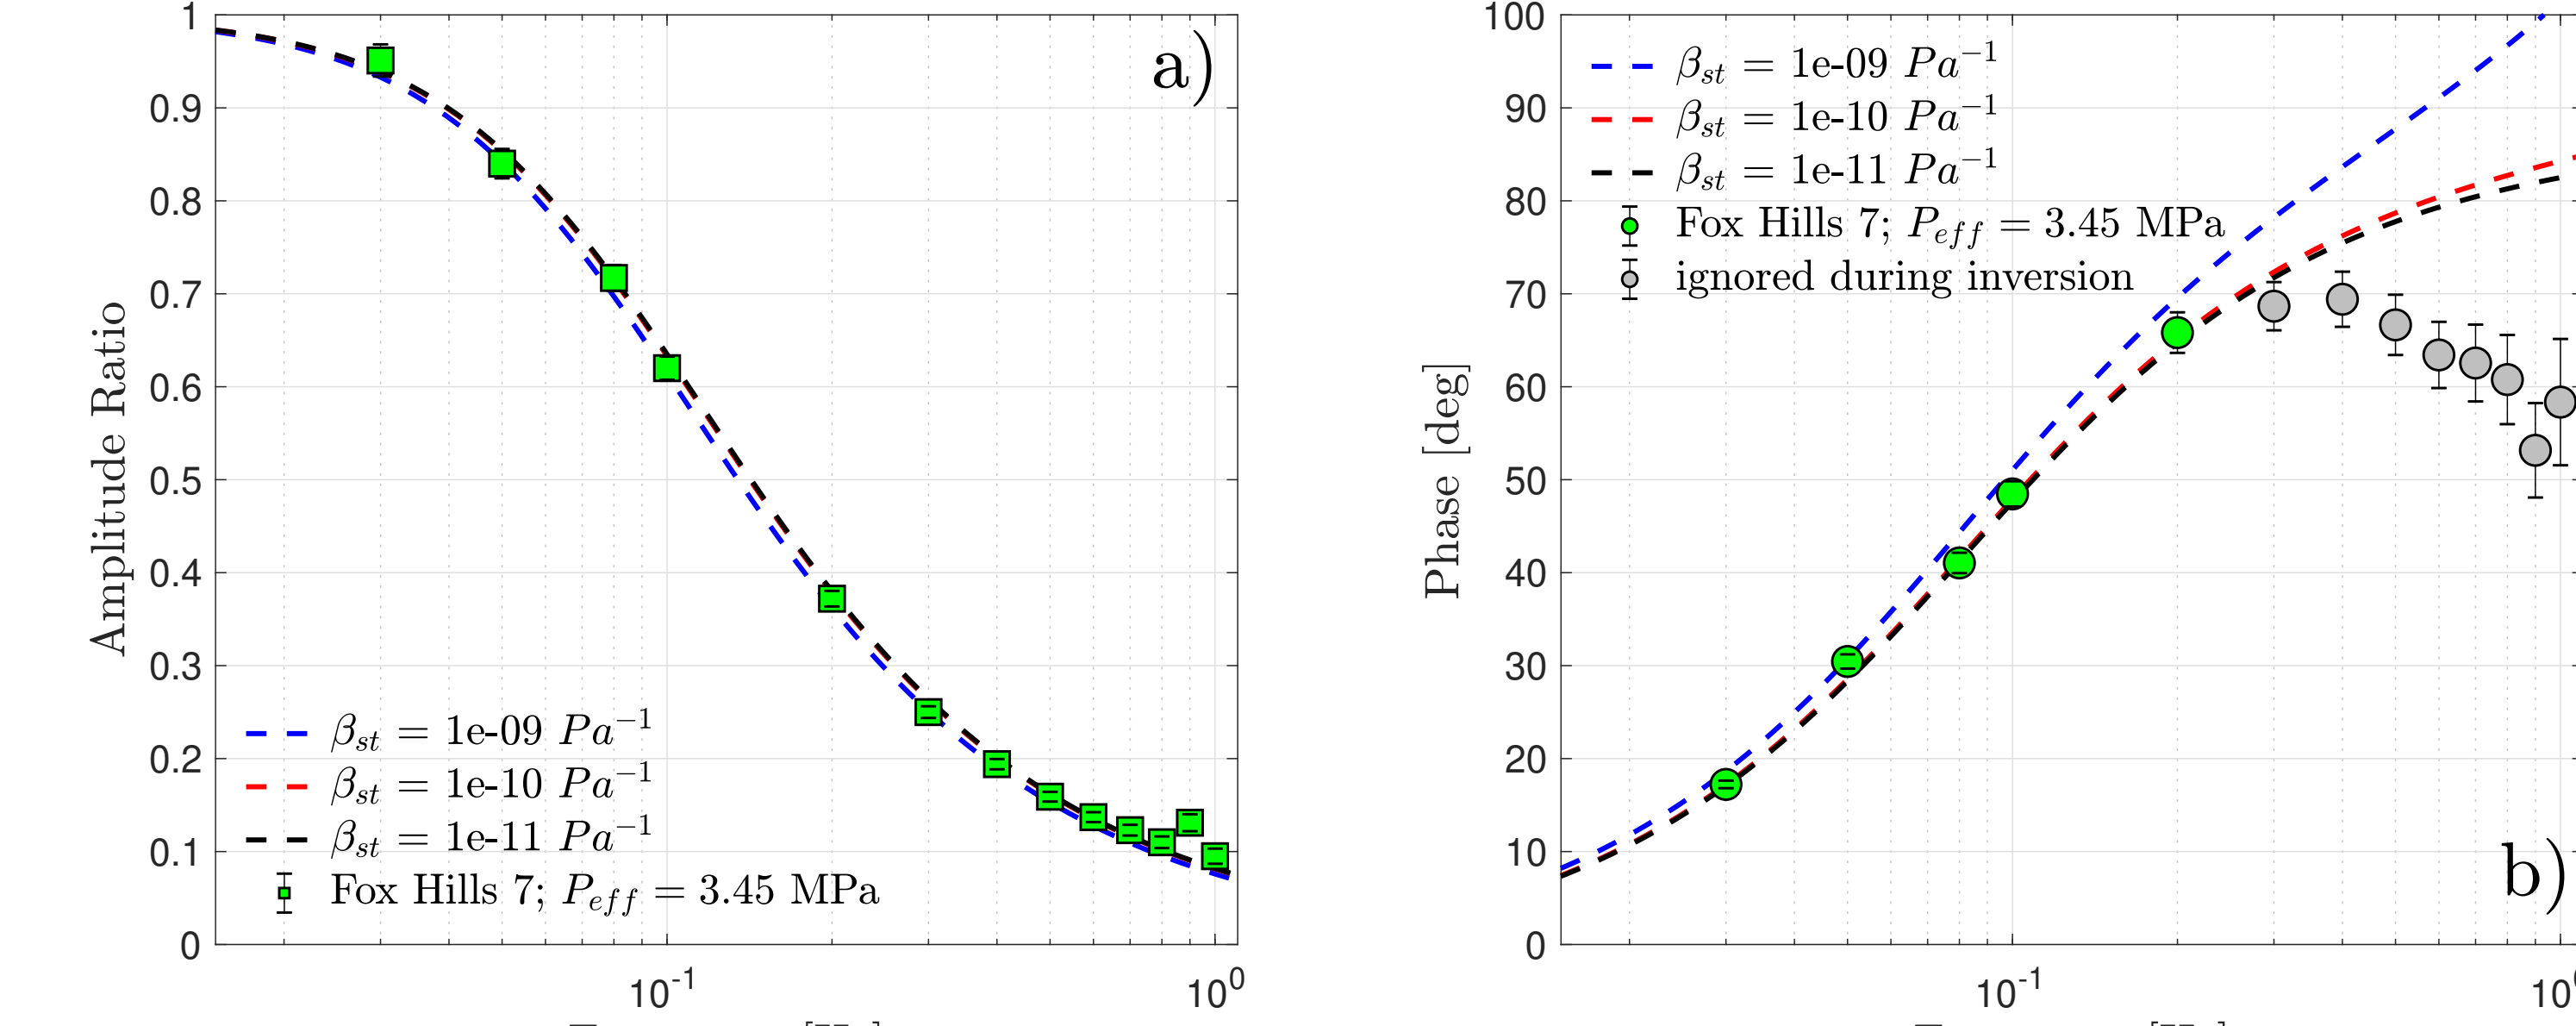 a)
Amplitude Ratio
1
0.9
0.8
0.7
0.6
0.5
0.4
0.3
0.2
0.1
0
β_st = 1e-09 Pa^-1
β_st = 1e-10 Pa^-1
β_st = 1e-11 Pa^-1
Fox Hills 7; P_eff = 3.45 MPa
10^-1
10^0
b)
Phase [deg]
100
90
80
70
60
50
40
30
20
10
0
β_st = 1e-09 Pa^-1
β_st = 1e-10 Pa^-1
β_st = 1e-11 Pa^-1
Fox Hills 7; P_eff = 3.45 MPa
ignored during inversion
10^-1